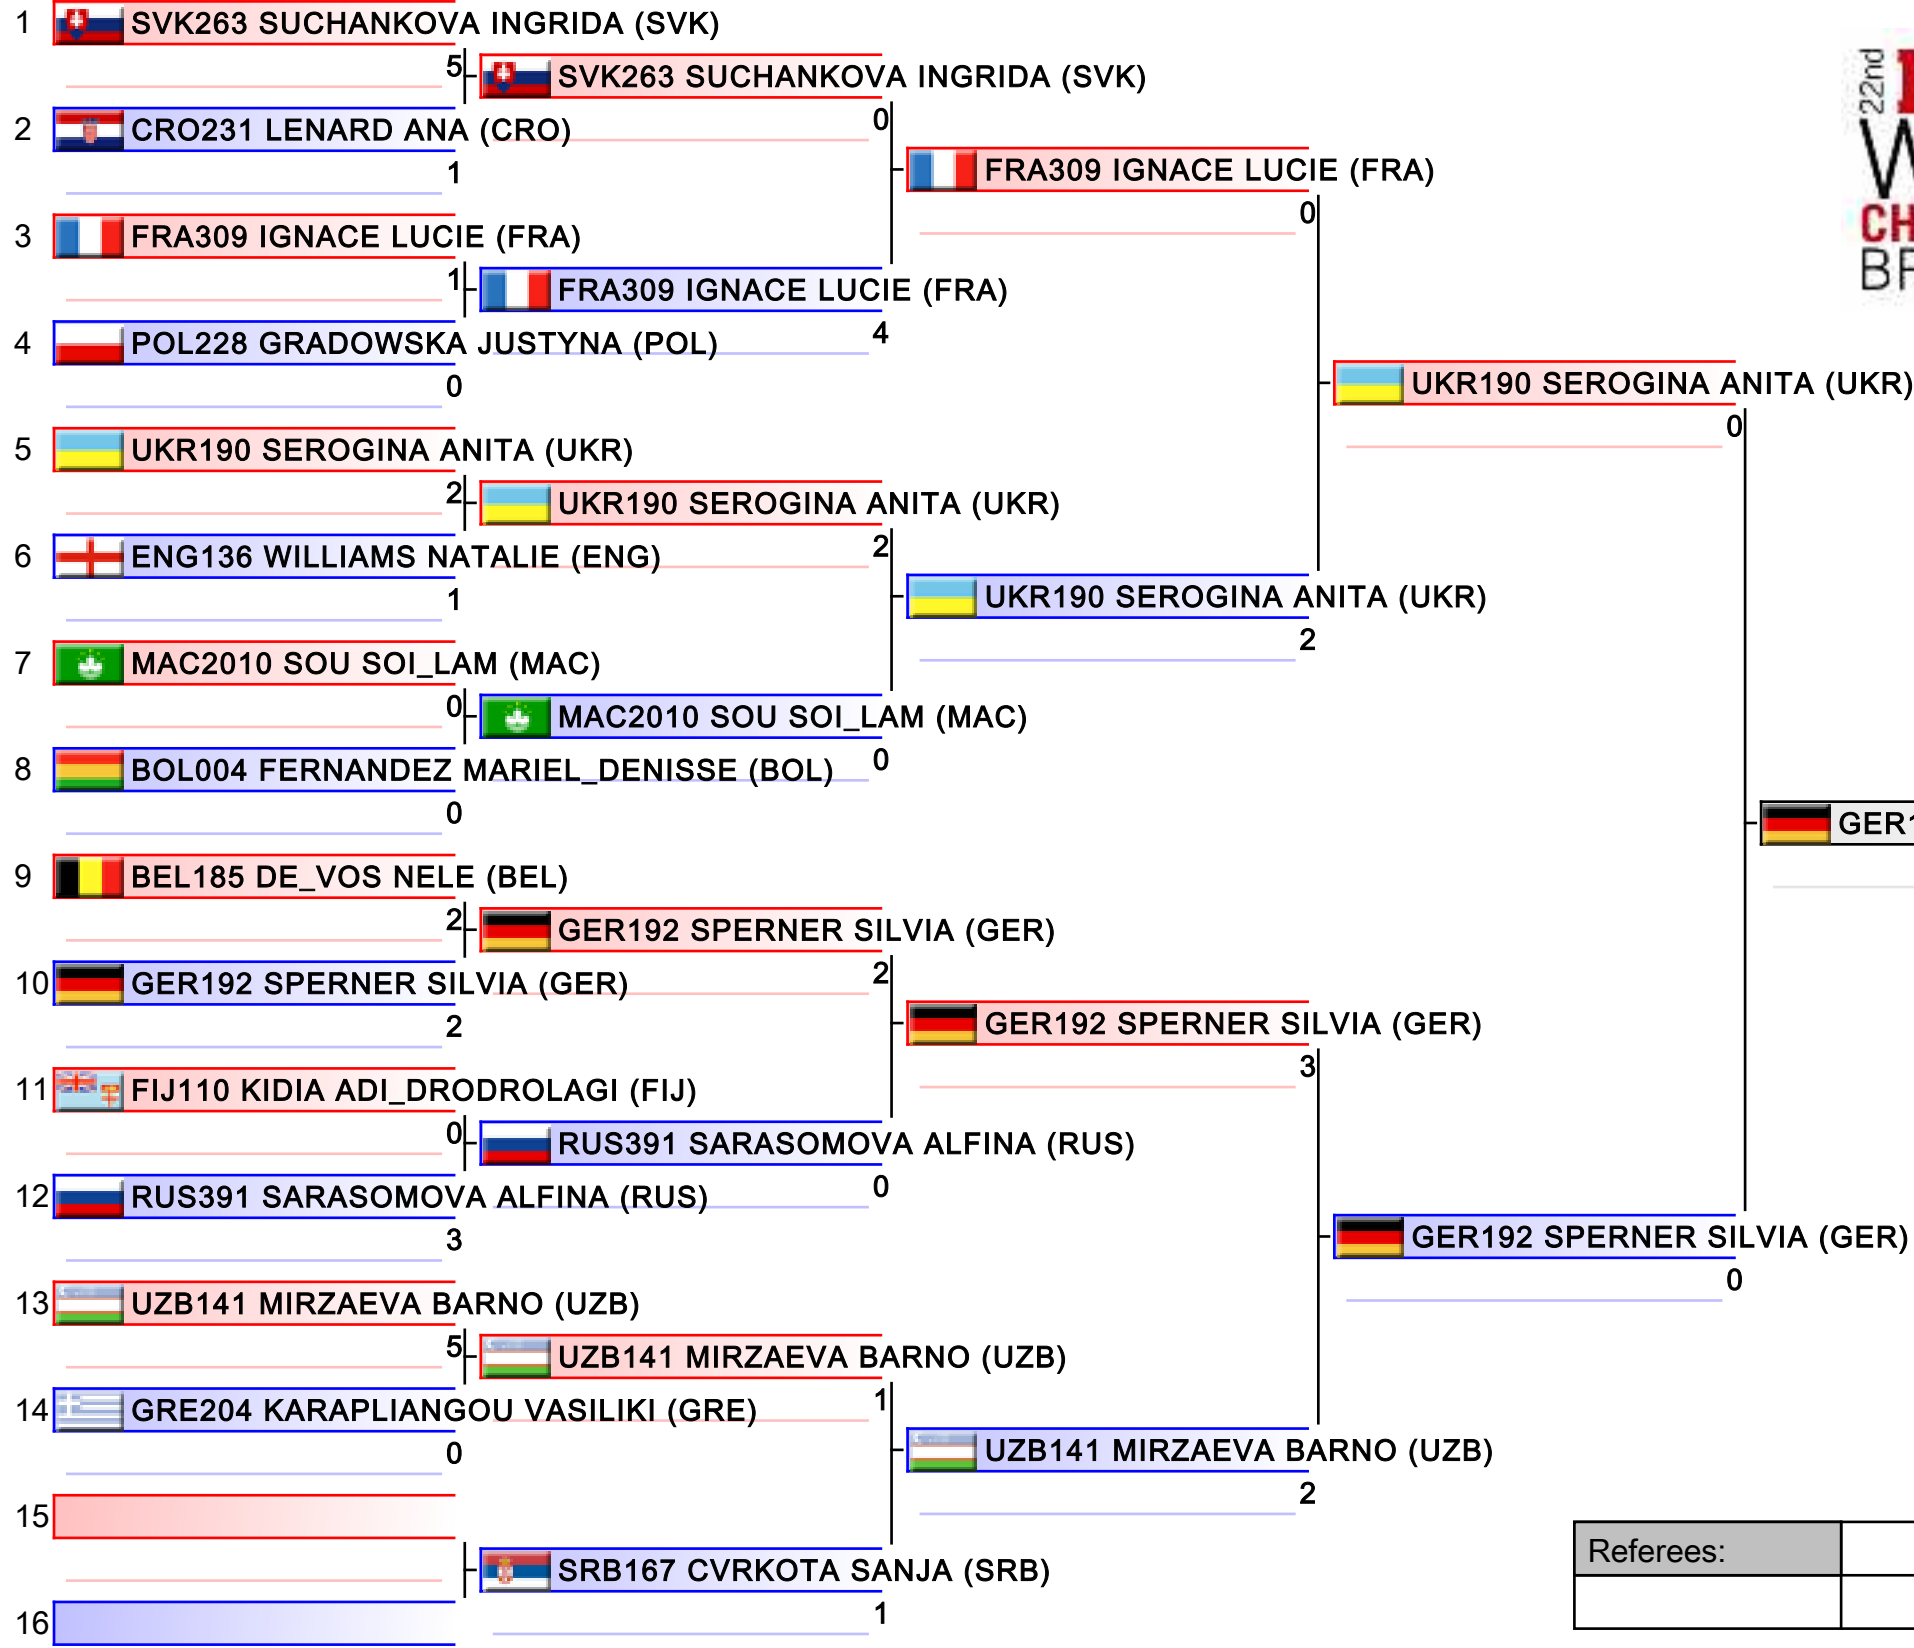 1 SVK263 SUCHANKOVA INGRIDA (SVK)
5
SVK263 SUCHANKOVA INGRIDA (SVK)
0
2 CRO231 LENARD ANA (CRO)
1
FRA309 IGNACE LUCIE (FRA)
0
3 FRA309 IGNACE LUCIE (FRA)
1
FRA309 IGNACE LUCIE (FRA)
4
4 POL228 GRADOWSKA JUSTYNA (POL)
0
UKR190 SEROGINA ANITA (UKR)
0
5 UKR190 SEROGINA ANITA (UKR)
2
UKR190 SEROGINA ANITA (UKR)
2
6 ENG136 WILLIAMS NATALIE (ENG)
1
UKR190 SEROGINA ANITA (UKR)
2
7 MAC2010 SOU SOI_LAM (MAC)
0
MAC2010 SOU SOI_LAM (MAC)
0
8 BOL004 FERNANDEZ MARIEL_DENISSE (BOL)
0
9 BEL185 DE_VOS NELE (BEL)
2
GER192 SPERNER SILVIA (GER)
2
10 GER192 SPERNER SILVIA (GER)
2
GER192 SPERNER SILVIA (GER)
3
11 FIJ110 KIDIA ADI_DRODROLAGI (FIJ)
0
RUS391 SARASOMOVA ALFINA (RUS)
0
12 RUS391 SARASOMOVA ALFINA (RUS)
3
GER192 SPERNER SILVIA (GER)
0
13 UZB141 MIRZAEVA BARNO (UZB)
5
UZB141 MIRZAEVA BARNO (UZB)
1
14 GRE204 KARAPLIANGOU VASILIKI (GRE)
0
UZB141 MIRZAEVA BARNO (UZB)
2
15
SRB167 CVRKOTA SANJA (SRB)
1
16
22nd
Referees: